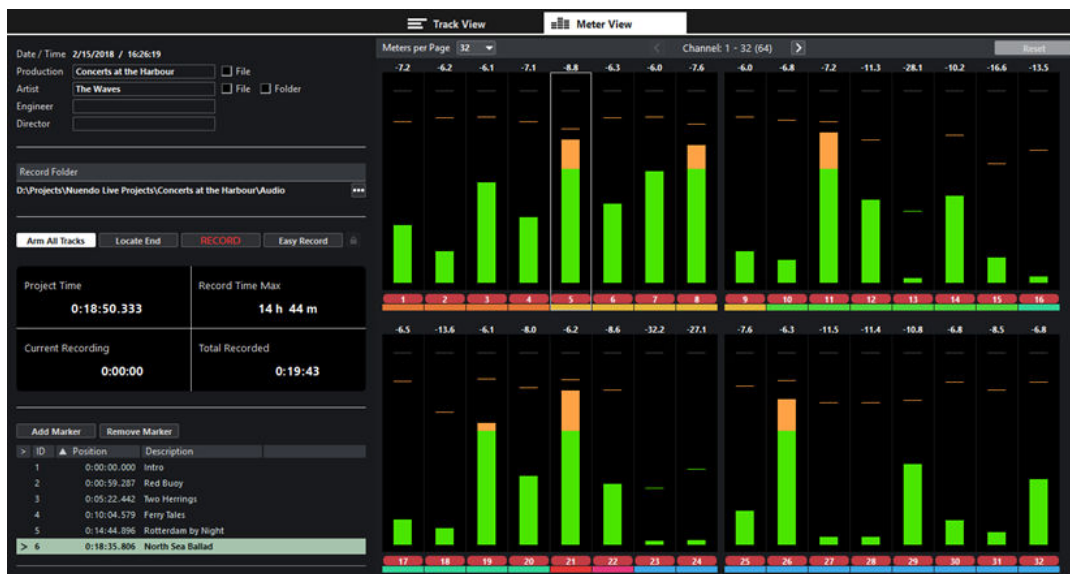 Track View
Meter View
Date / Time 2/15/2018 / 16:26:19
Production Concerts at the Harbour File
Artist The Waves File Folder
Engineer
Director
Record Folder
D:\Projects\Nuendo Live Projects\Concerts at the Harbour\Audio ...
Arm All Tracks Locate End RECORD Easy Record
Project Time Record Time Max
0:18:50.333 14 h 44 m
Current Recording Total Recorded
0:00:00 0:19:43
Add Marker Remove Marker
> ID ▲ Position Description
1 0:00:00.000 Intro
2 0:00:59.287 Red Buoy
3 0:05:22.442 Two Herrings
4 0:10:04.579 Ferry Tales
5 0:14:44.896 Rotterdam by Night
> 6 0:18:35.806 North Sea Ballad
Meters per Page 32 < Channel: 1 - 32 (64) > Reset
-7.2 -6.2 -6.1 -7.1 -8.8 -6.3 -6.0 -7.6 -6.0 -6.8 -7.2 -11.3 -28.1 -10.2 -16.6 -13.5
1 2 3 4 5 6 7 8 9 10 11 12 13 14 15 16
-6.5 -13.6 -6.1 -8.0 -6.2 -8.6 -32.2 -27.1 -7.6 -6.3 -11.5 -11.4 -10.8 -6.8 -8.5 -6.8
17 18 19 20 21 22 23 24 25 26 27 28 29 30 31 32